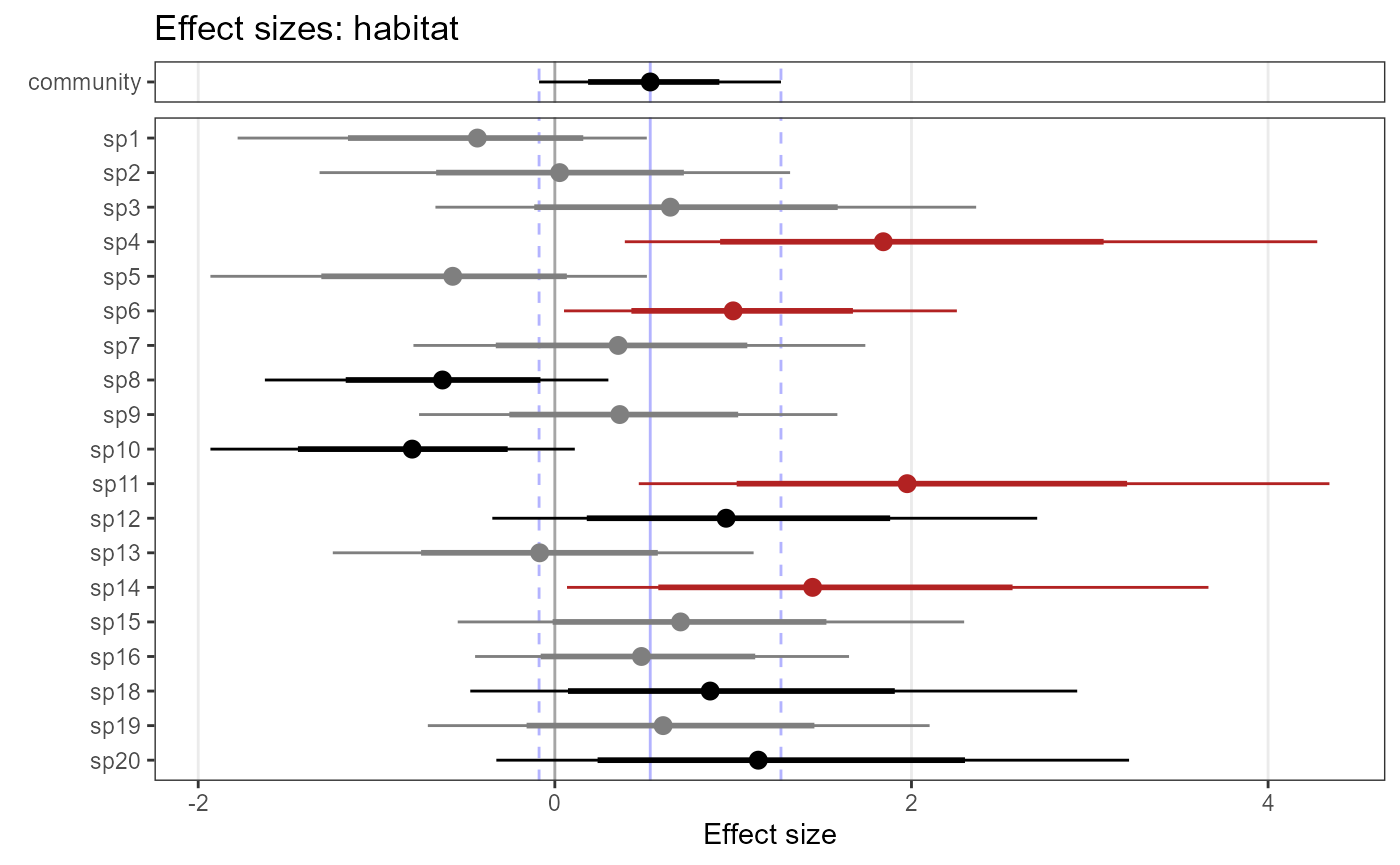 Effect sizes: habitat
community
sp1
sp2
sp3
sp4
sp5
sp6
sp7
sp8
sp9
sp10
sp11
sp12
sp13
sp14
sp15
sp16
sp18
sp19
sp20
-2 0 2 4
Effect size